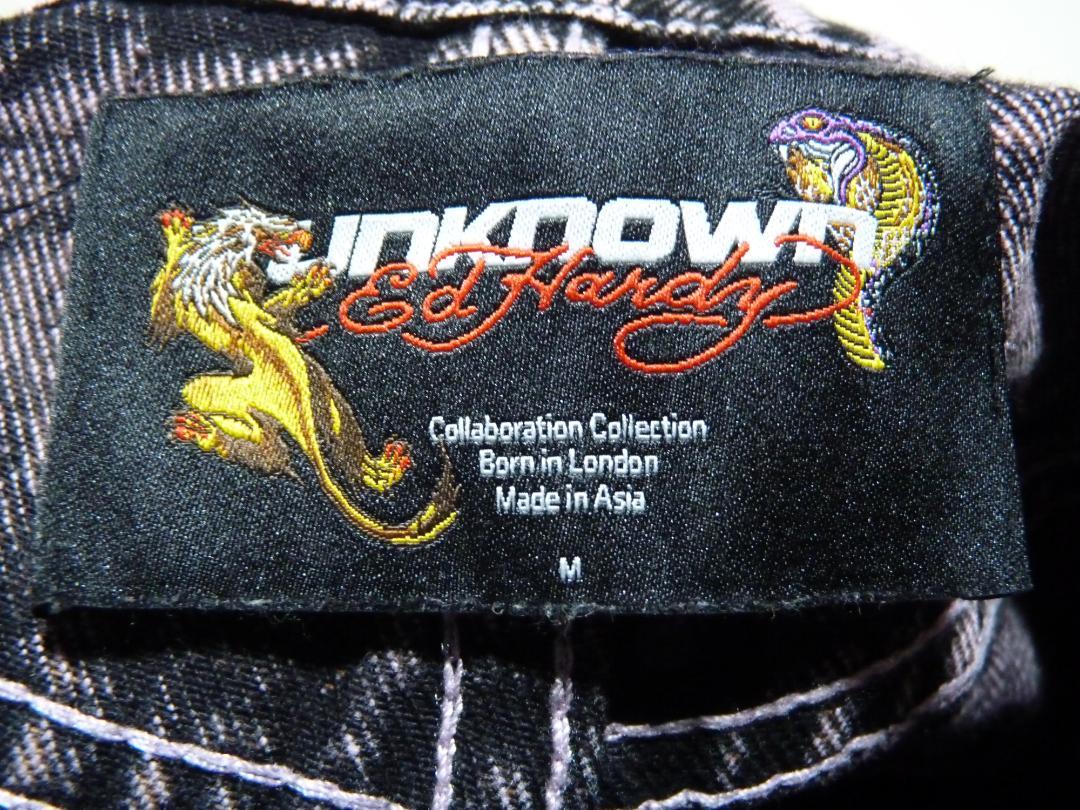 UNKNOWN
Ed Hardy
Collaboration Collection
Born in London
Made in Asia
M